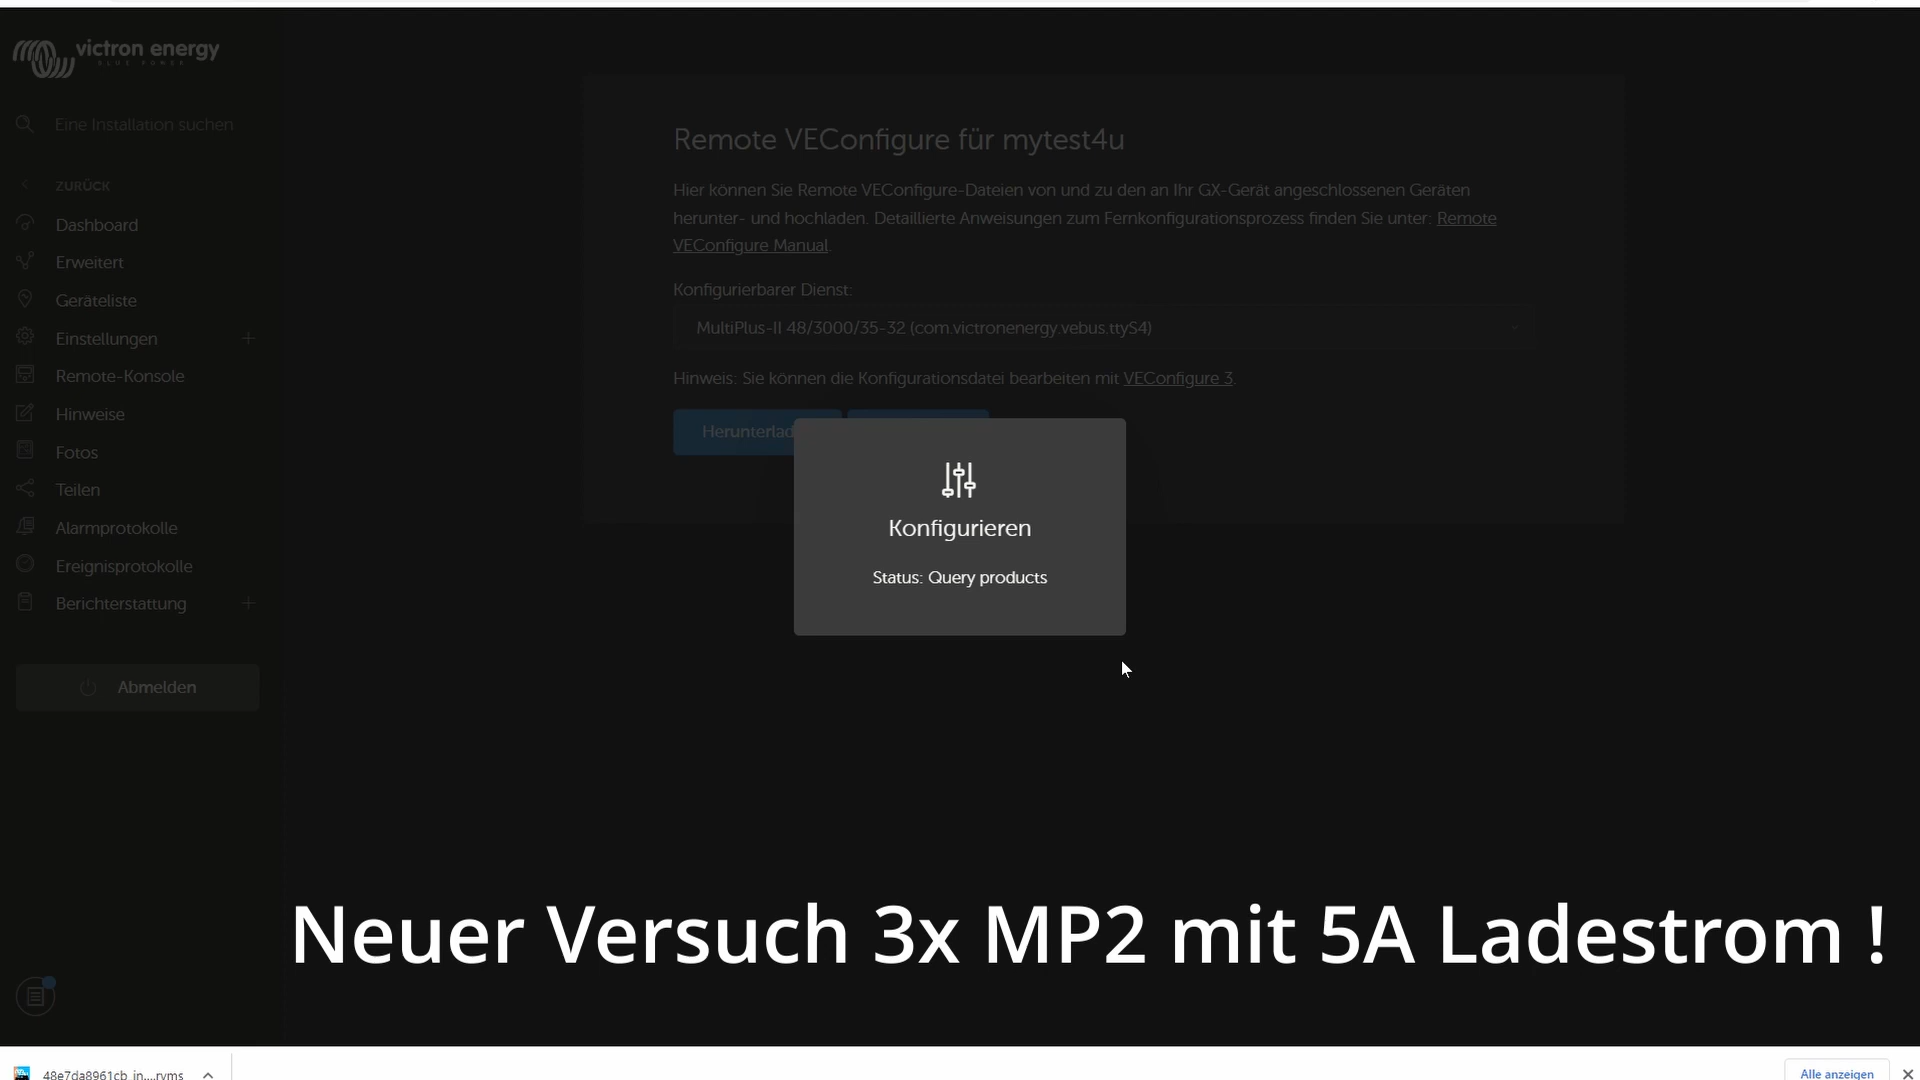 victron energy
BLUE POWER
Eine Installation suchen
ZURÜCK
Dashboard
Erweitert
Geräteliste
Einstellungen
Remote-Konsole
Hinweise
Fotos
Teilen
Alarmprotokolle
Ereignisprotokolle
Berichterstattung
Abmelden
Remote VEConfigure für mytest4u
Hier können Sie Remote VEConfigure-Dateien von und zu den an Ihr GX-Gerät angeschlossenen Geräten
herunter- und hochladen. Detaillierte Anweisungen zum Fernkonfigurationsprozess finden Sie unter: Remote
VEConfigure Manual.
Konfigurierbarer Dienst:
MultiPlus-II 48/3000/35-32 (com.victronenergy.vebus.ttyS4)
Hinweis: Sie können die Konfigurationsdatei bearbeiten mit VEConfigure 3.
Herunterlad
Konfigurieren
Status: Query products
Neuer Versuch 3x MP2 mit 5A Ladestrom !
48e7da8961cb_in....rvms
Alle anzeigen